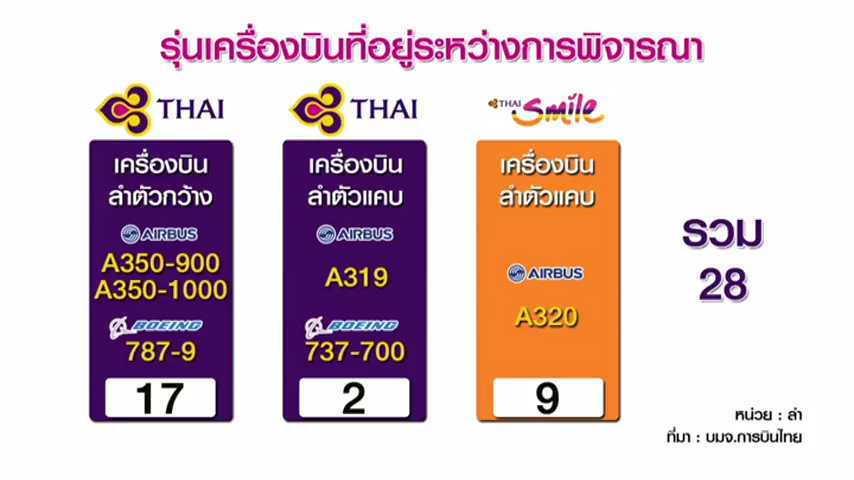 รุ่นเครื่องบินที่อยู่ระหว่างการพิจารณา
THAI
เครื่องบิน
ลำตัวกว้าง
AIRBUS
A350-900
A350-1000
BOEING
787-9
17
THAI
เครื่องบิน
ลำตัวแคบ
AIRBUS
A319
BOEING
737-700
2
THAI Smile
เครื่องบิน
ลำตัวแคบ
AIRBUS
A320
9
รวม
28
หน่วย : ลำ
ที่มา : บมจ.การบินไทย